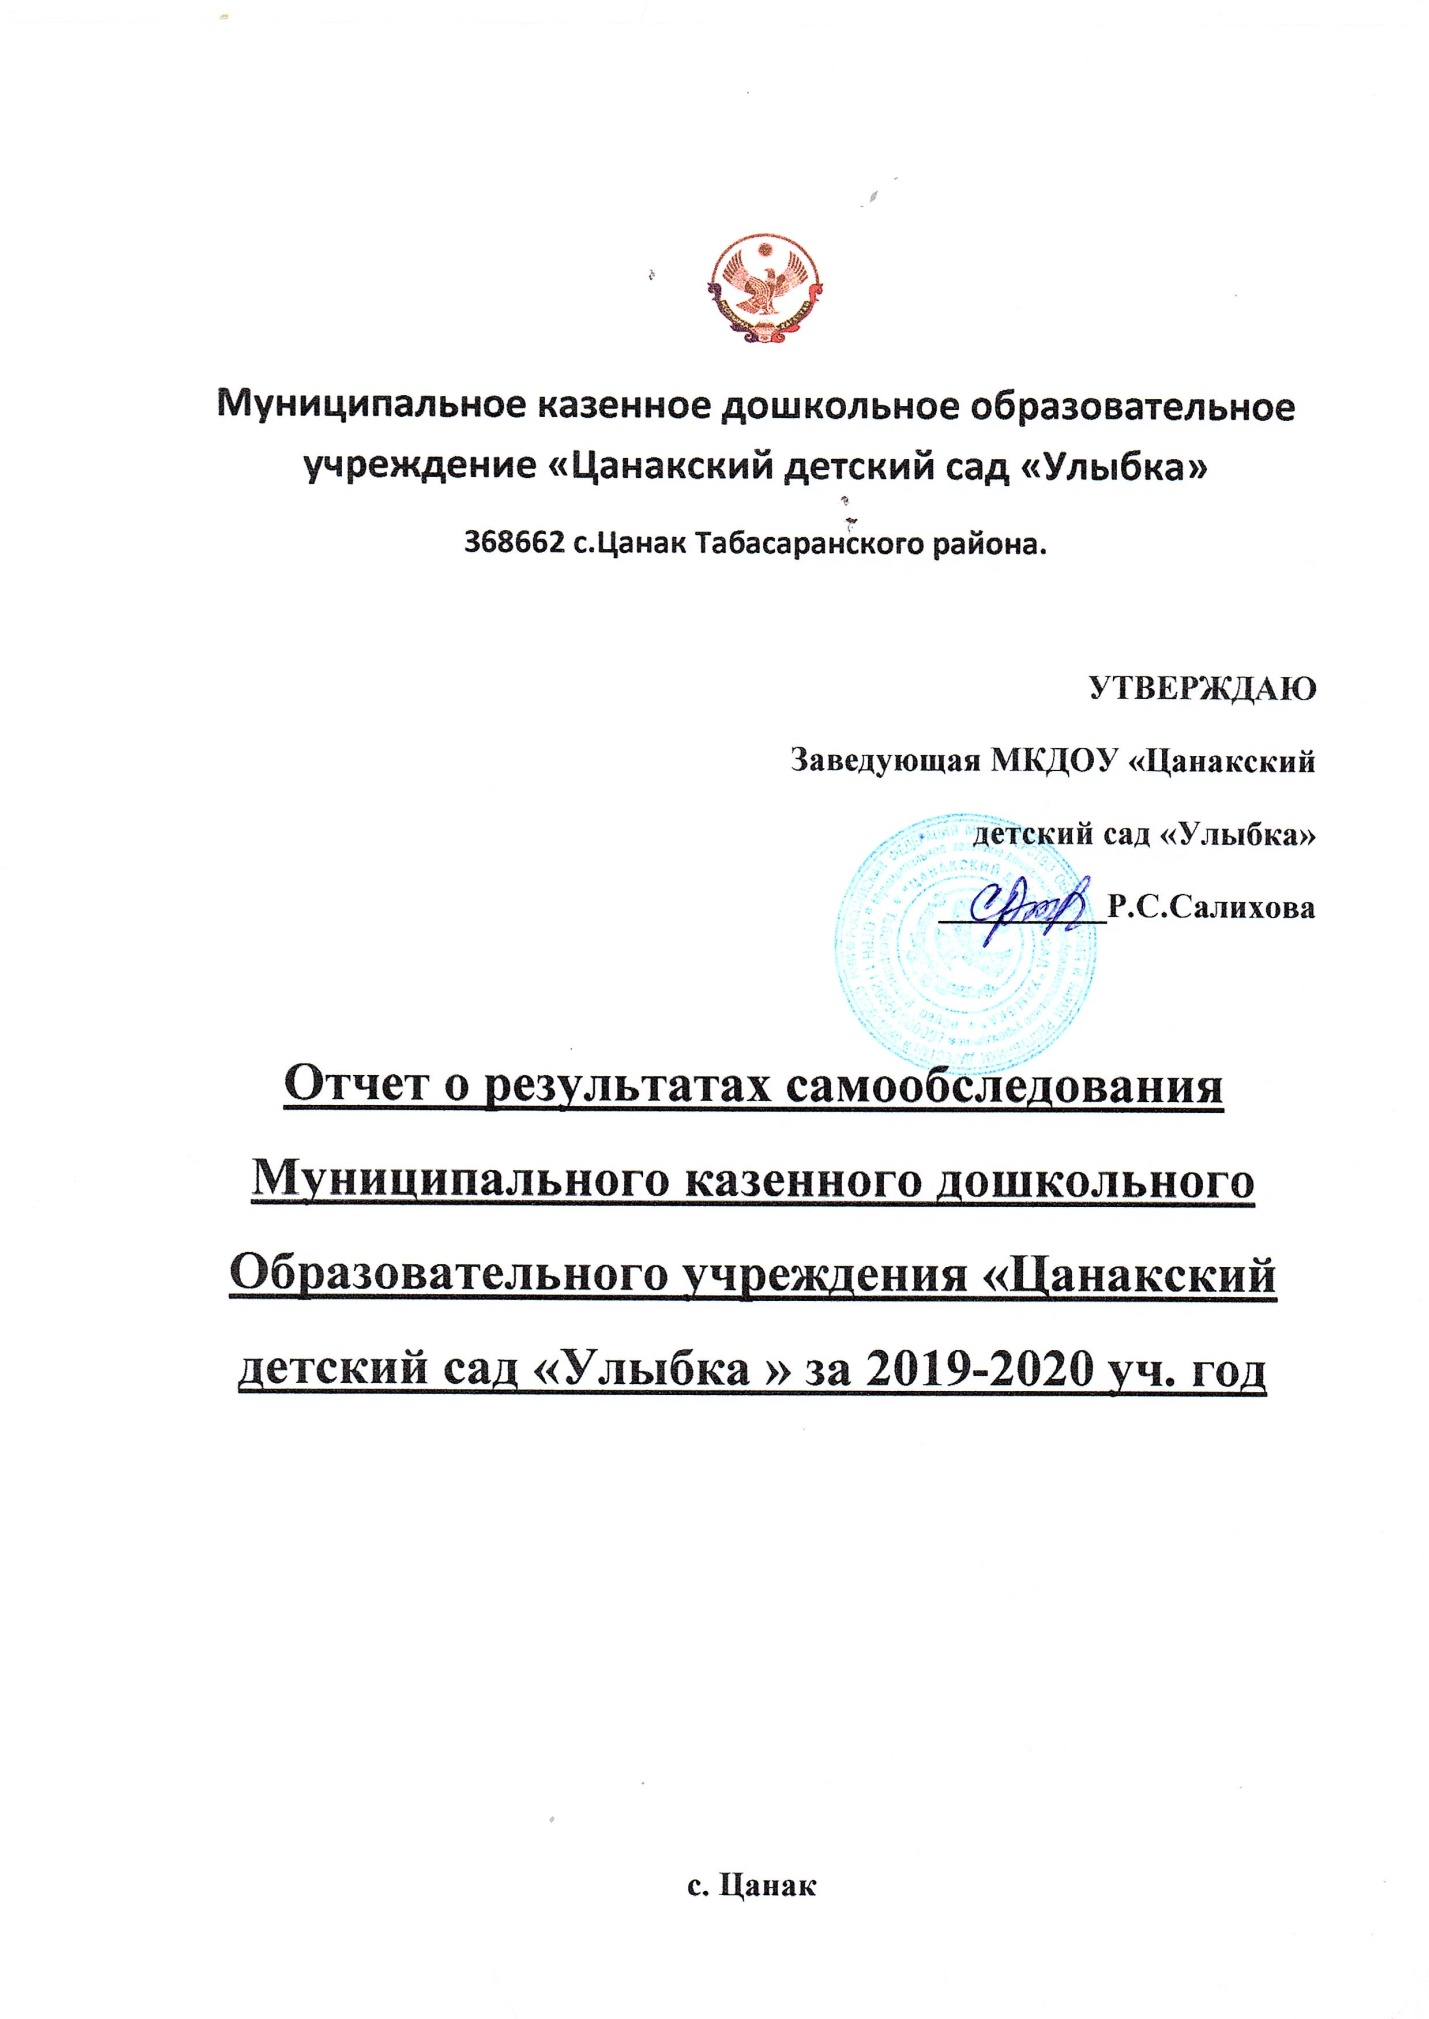 Муниципальное казенное дошкольное образовательное
учреждение «Цанакский детский сад «Улыбка»
368662 с.Цанак Табасаранского района.
УТВЕРЖДАЮ
Заведующая МКДОУ «Цанакский
детский сад «Улыбка»
Р.С.Салихова
Отчет о результатах самообследования
Муниципального казенного дошкольного
Образовательного учреждения «Цанакский
детский сад «Улыбка » за 2019-2020 уч. год
с. Цанак